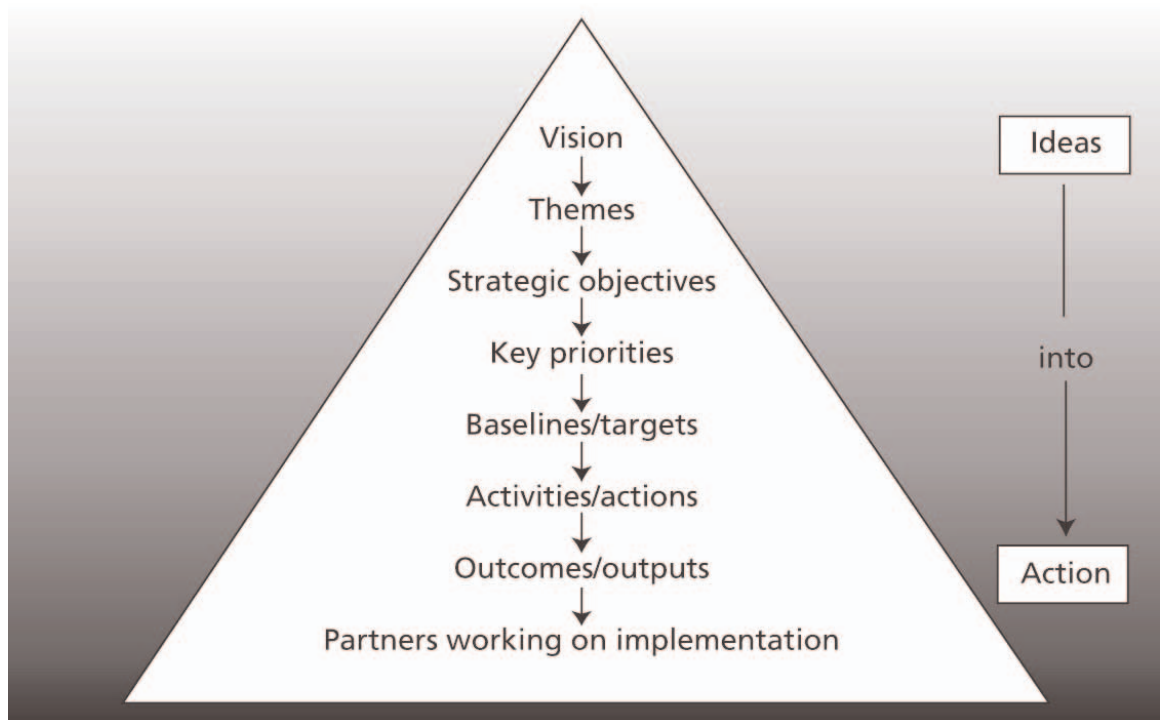 Vision
Themes
Strategic objectives
Key priorities
Baselines/targets
Activities/actions
Outcomes/outputs
Partners working on implementation
Ideas
into
Action